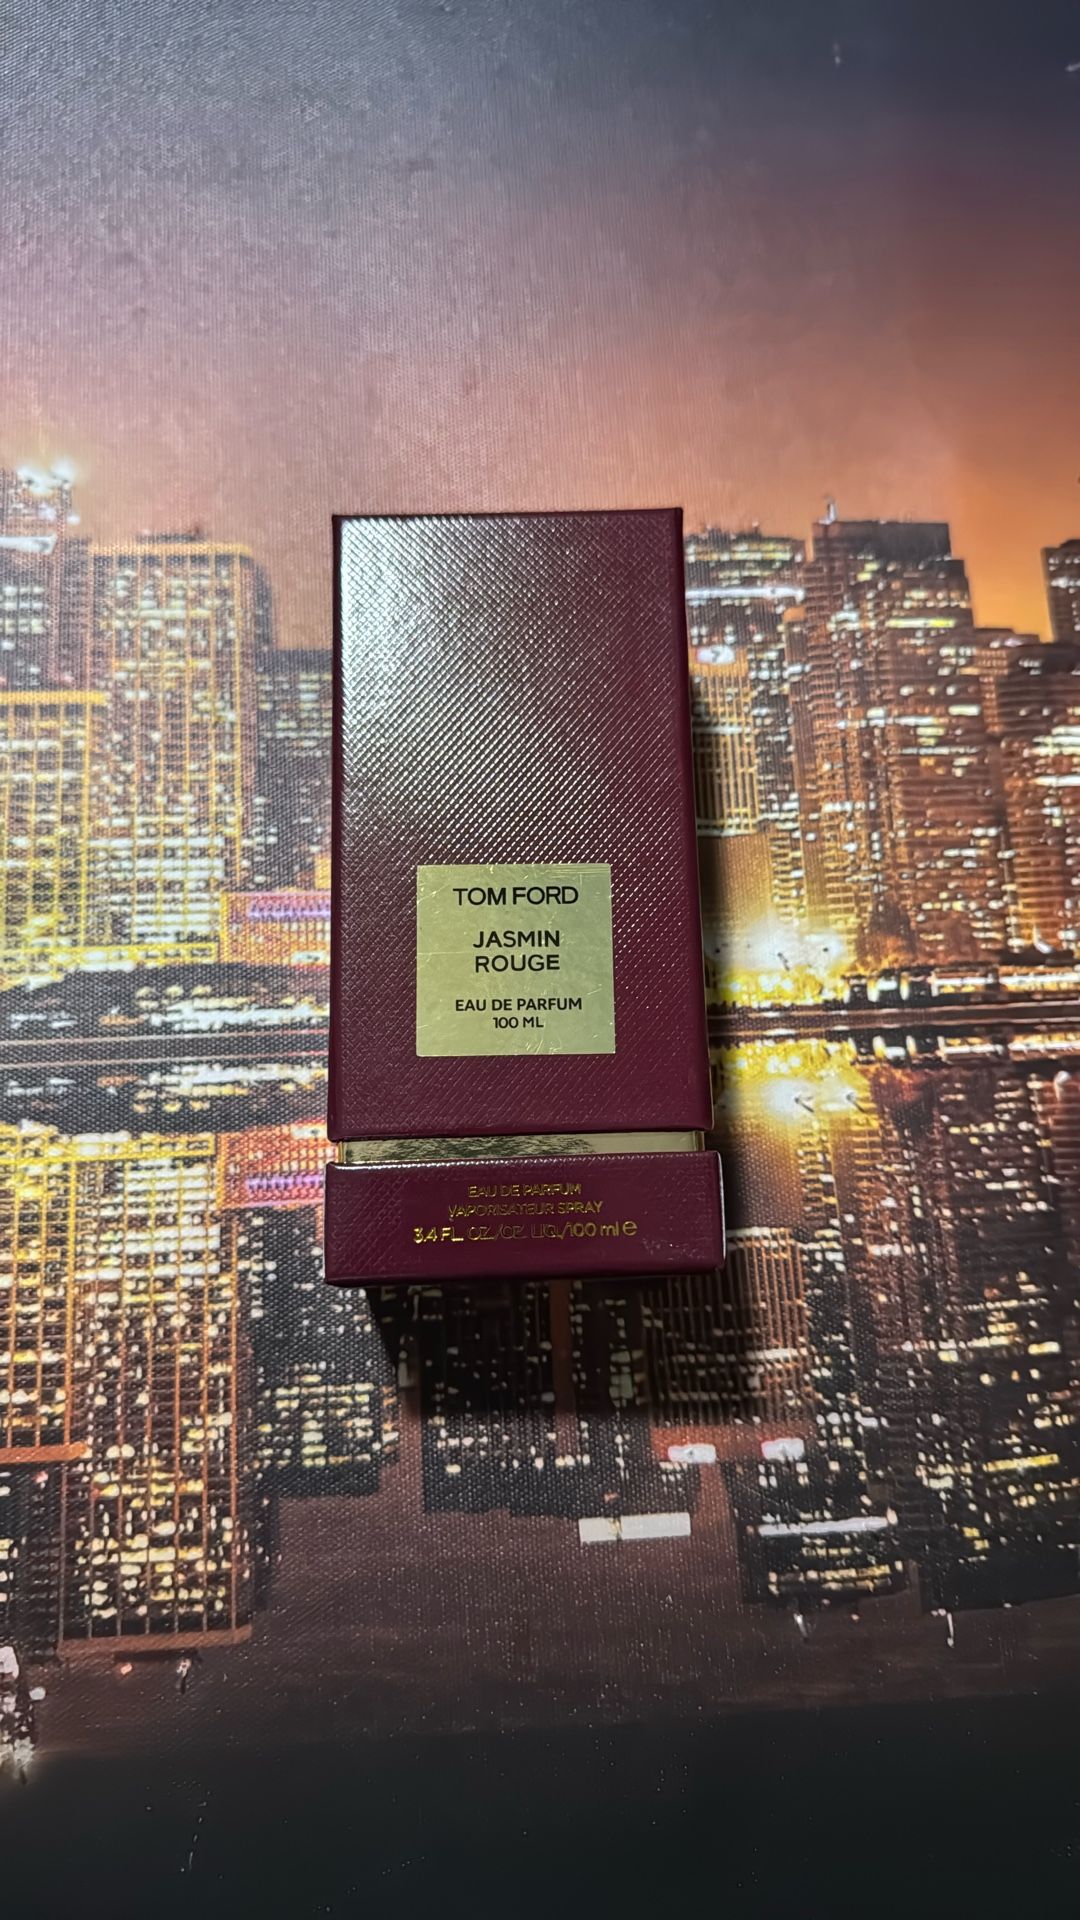 TOM FORD
JASMIN
ROUGE
EAU DE PARFUM
100 ML
EAU DE PARFUM
VAPORISATEUR SPRAY
3.4 FL. OZ./OZ. LIQ./100 ml ℮